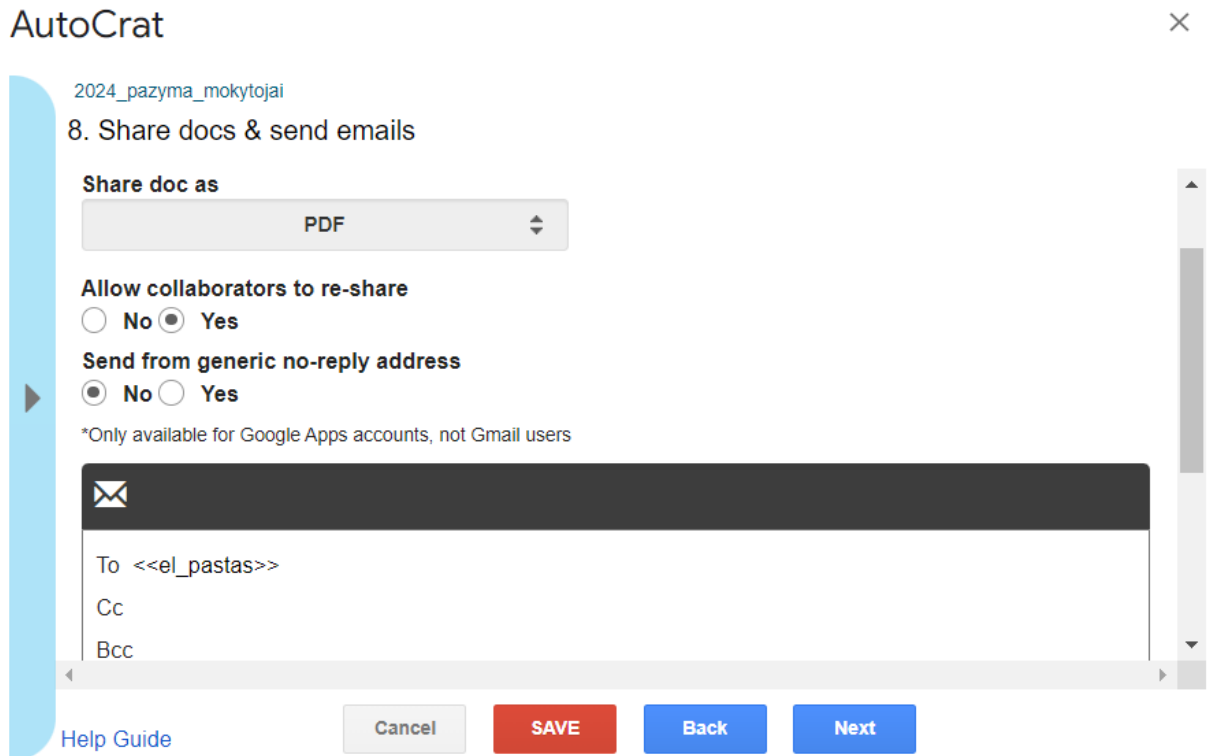 AutoCrat
2024_pazyma_mokytojai
8. Share docs & send emails
Share doc as
PDF
Allow collaborators to re-share
No Yes
Send from generic no-reply address
No Yes
*Only available for Google Apps accounts, not Gmail users
To <<el_pastas>>
Cc
Bcc
Help Guide
Cancel SAVE Back Next